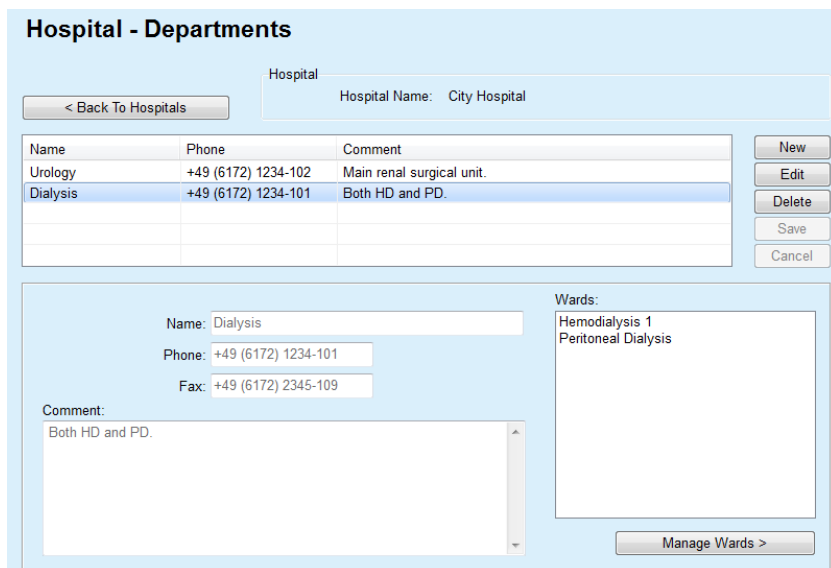 Hospital - Departments
Hospital
< Back To Hospitals
Hospital Name: City Hospital
Name Phone Comment
Urology +49 (6172) 1234-102 Main renal surgical unit.
Dialysis +49 (6172) 1234-101 Both HD and PD.
New
Edit
Delete
Save
Cancel
Name: Dialysis
Phone: +49 (6172) 1234-101
Fax: +49 (6172) 2345-109
Comment:
Both HD and PD.
Wards:
Hemodialysis 1
Peritoneal Dialysis
Manage Wards >